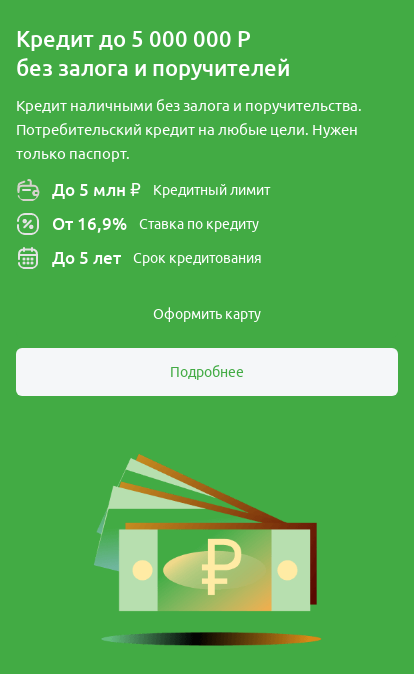 Кредит до 5 000 000 Р
без залога и поручителей
Кредит наличными без залога и поручительства.
Потребительский кредит на любые цели. Нужен
только паспорт.
До 5 млн ₽ Кредитный лимит
От 16,9% Ставка по кредиту
До 5 лет Срок кредитования
Оформить карту
Подробнее
₽